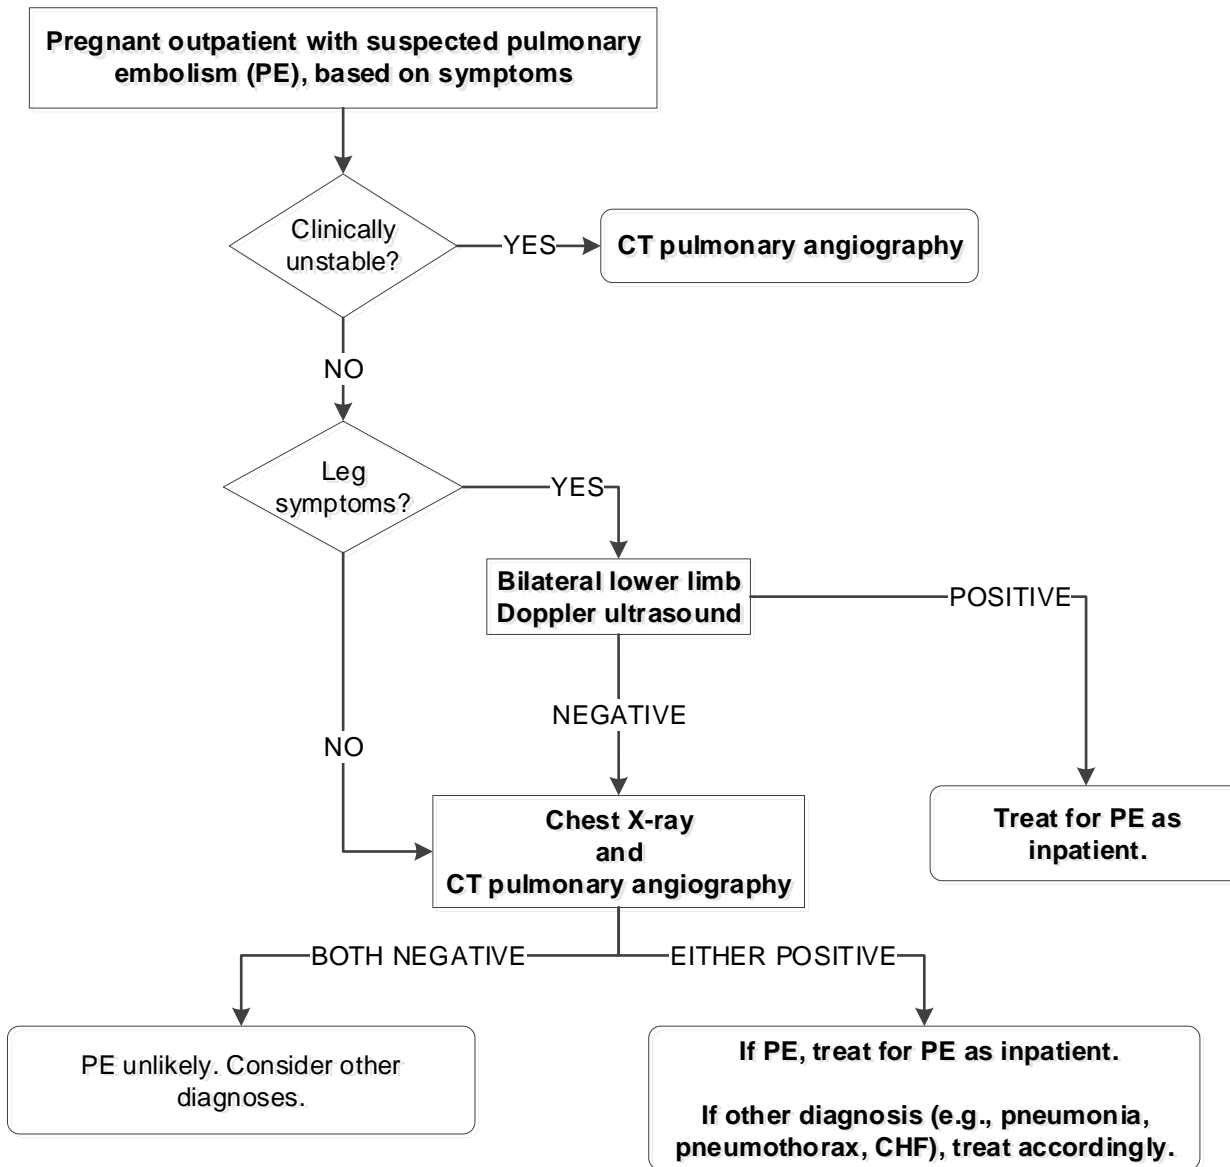 Pregnant outpatient with suspected pulmonary
embolism (PE), based on symptoms
Clinically
unstable?
YES
CT pulmonary angiography
NO
Leg
symptoms?
YES
Bilateral lower limb
Doppler ultrasound
POSITIVE
NEGATIVE
NO
Treat for PE as
inpatient.
Chest X-ray
and
CT pulmonary angiography
BOTH NEGATIVE
EITHER POSITIVE
PE unlikely. Consider other
diagnoses.
If PE, treat for PE as inpatient.
If other diagnosis (e.g., pneumonia,
pneumothorax, CHF), treat accordingly.